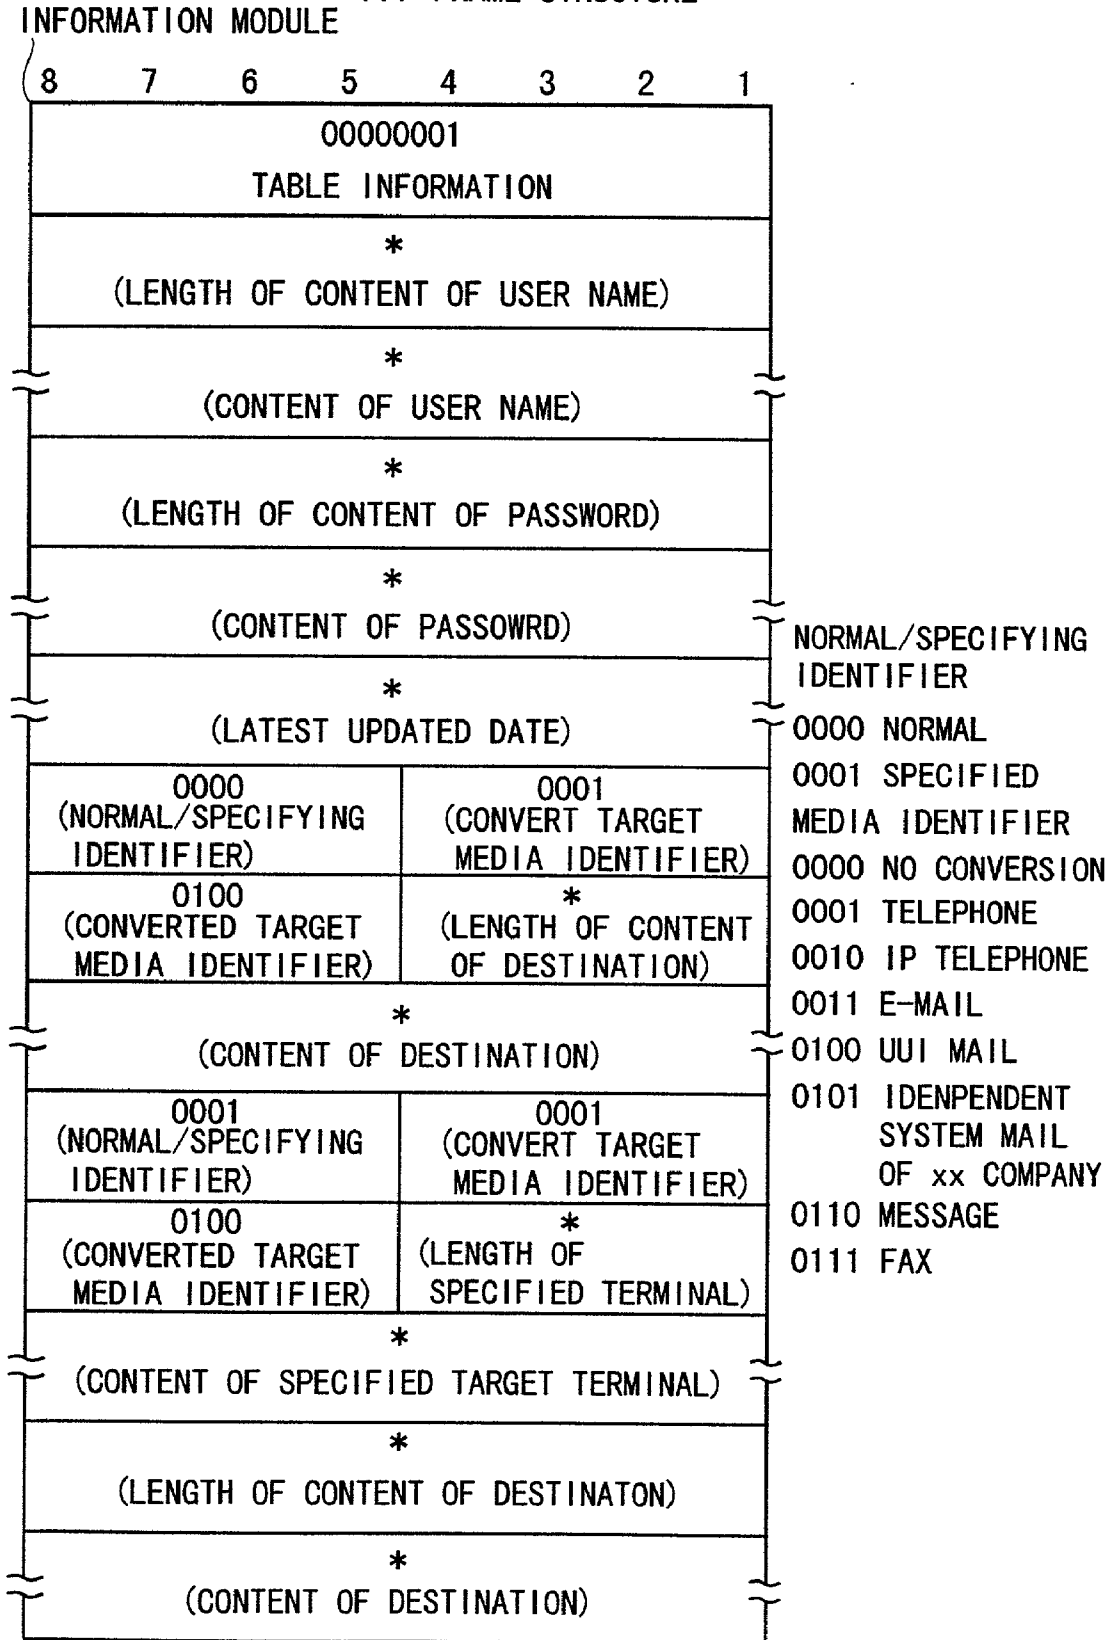 INFORMATION MODULE
8 7 6 5 4 3 2 1
00000001
TABLE INFORMATION
*
(LENGTH OF CONTENT OF USER NAME)
*
(CONTENT OF USER NAME)
*
(LENGTH OF CONTENT OF PASSWORD)
*
(CONTENT OF PASSOWRD)
*
(LATEST UPDATED DATE)
0000
(NORMAL/SPECIFYING
IDENTIFIER)
0001
(CONVERT TARGET
MEDIA IDENTIFIER)
0100
(CONVERTED TARGET
MEDIA IDENTIFIER)
*
(LENGTH OF CONTENT
OF DESTINATION)
*
(CONTENT OF DESTINATION)
0001
(NORMAL/SPECIFYING
IDENTIFIER)
0001
(CONVERT TARGET
MEDIA IDENTIFIER)
0100
(CONVERTED TARGET
MEDIA IDENTIFIER)
*
(LENGTH OF
SPECIFIED TERMINAL)
*
(CONTENT OF SPECIFIED TARGET TERMINAL)
*
(LENGTH OF CONTENT OF DESTINATON)
*
(CONTENT OF DESTINATION)
NORMAL/SPECIFYING
IDENTIFIER
0000 NORMAL
0001 SPECIFIED
MEDIA IDENTIFIER
0000 NO CONVERSION
0001 TELEPHONE
0010 IP TELEPHONE
0011 E-MAIL
0100 UUI MAIL
0101 IDENPENDENT
SYSTEM MAIL
OF xx COMPANY
0110 MESSAGE
0111 FAX